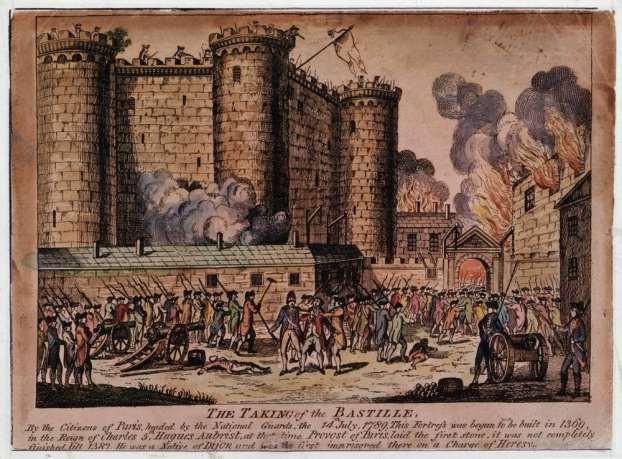 THE TAKING of the BASTILLE,
By the Citizens of Paris, headed by the National Guards, the 14 July, 1789. This Fortress was began to be built in 1369,
in the Reign of Charles 5, Hugues Aubrest, at that time Provost of Paris, laid the first stone, it was not completely
finished till 1383. He was a Native of DIJON and was the first imprisoned there on a Charge of Heresy.